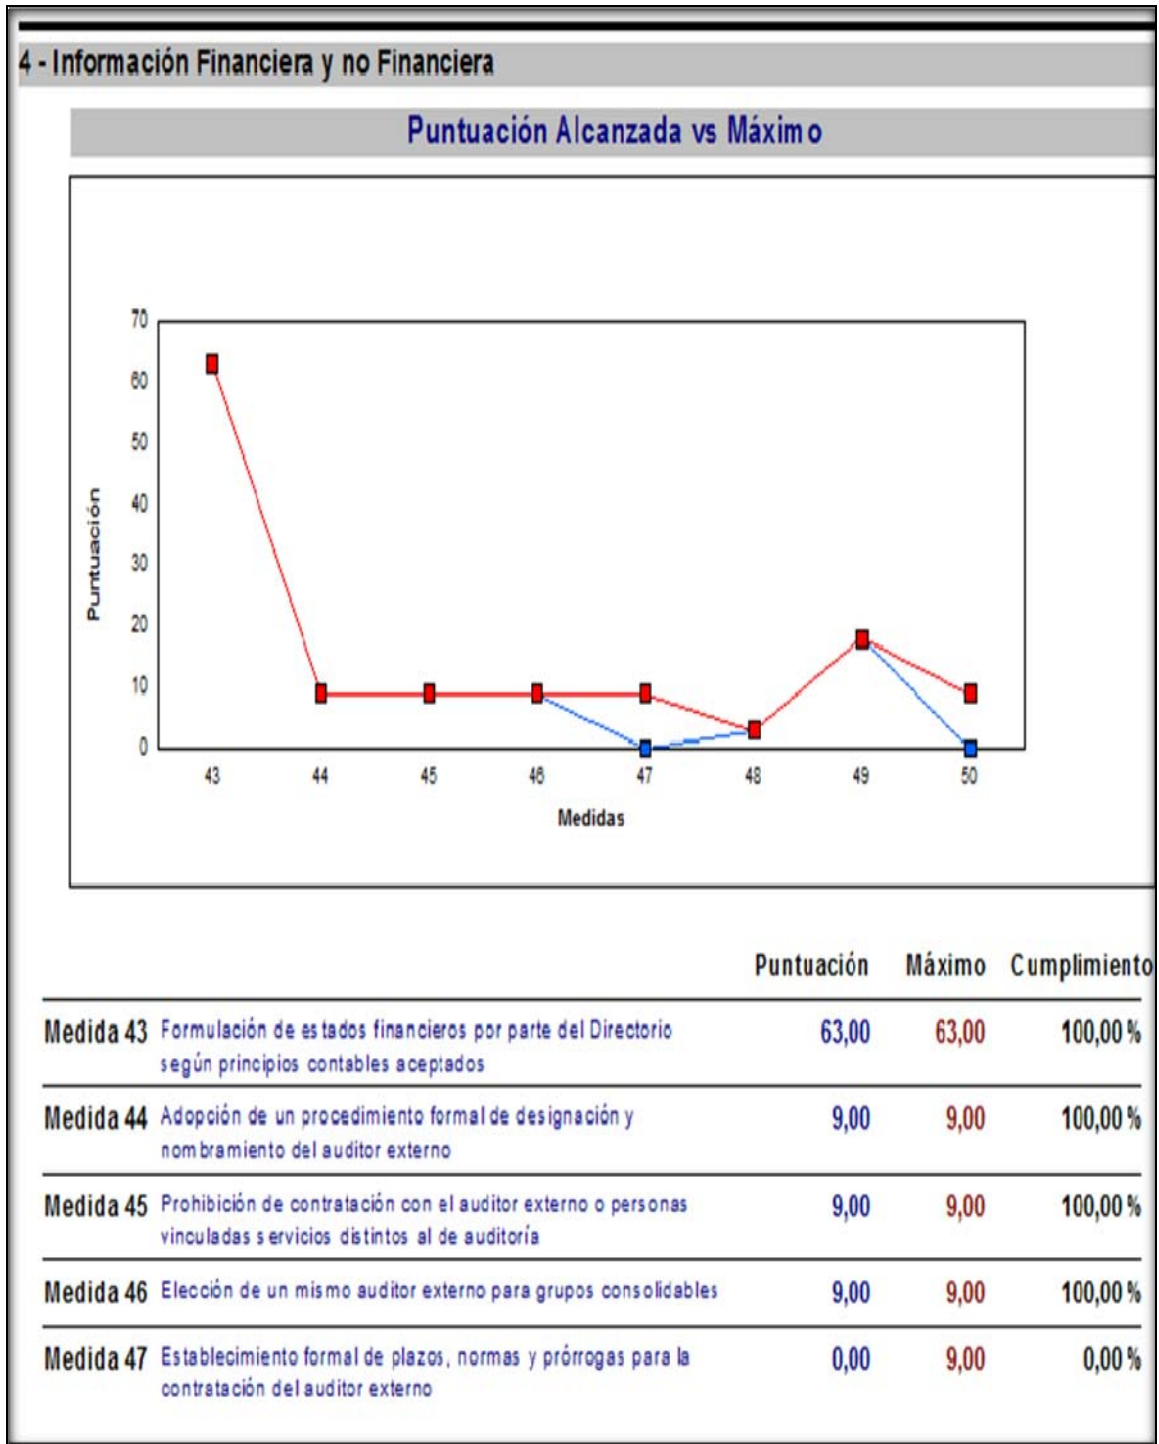 4 - Información Financiera y no Financiera
Puntuación Alcanzada vs Máximo
70
60
50
40
30
20
10
0
Puntuación
43 44 45 46 47 48 49 50
Medidas
Puntuación Máximo Cumplimiento
Medida 43 Formulación de estados financieros por parte del Directorio 63,00 63,00 100,00 %
según principios contables aceptados
Medida 44 Adopción de un procedimiento formal de designación y 9,00 9,00 100,00 %
nombramiento del auditor externo
Medida 45 Prohibición de contratación con el auditor externo o personas 9,00 9,00 100,00 %
vinculadas servicios distintos al de auditoría
Medida 46 Elección de un mismo auditor externo para grupos consolidables 9,00 9,00 100,00 %
Medida 47 Establecimiento formal de plazos, normas y prórrogas para la 0,00 9,00 0,00 %
contratación del auditor externo